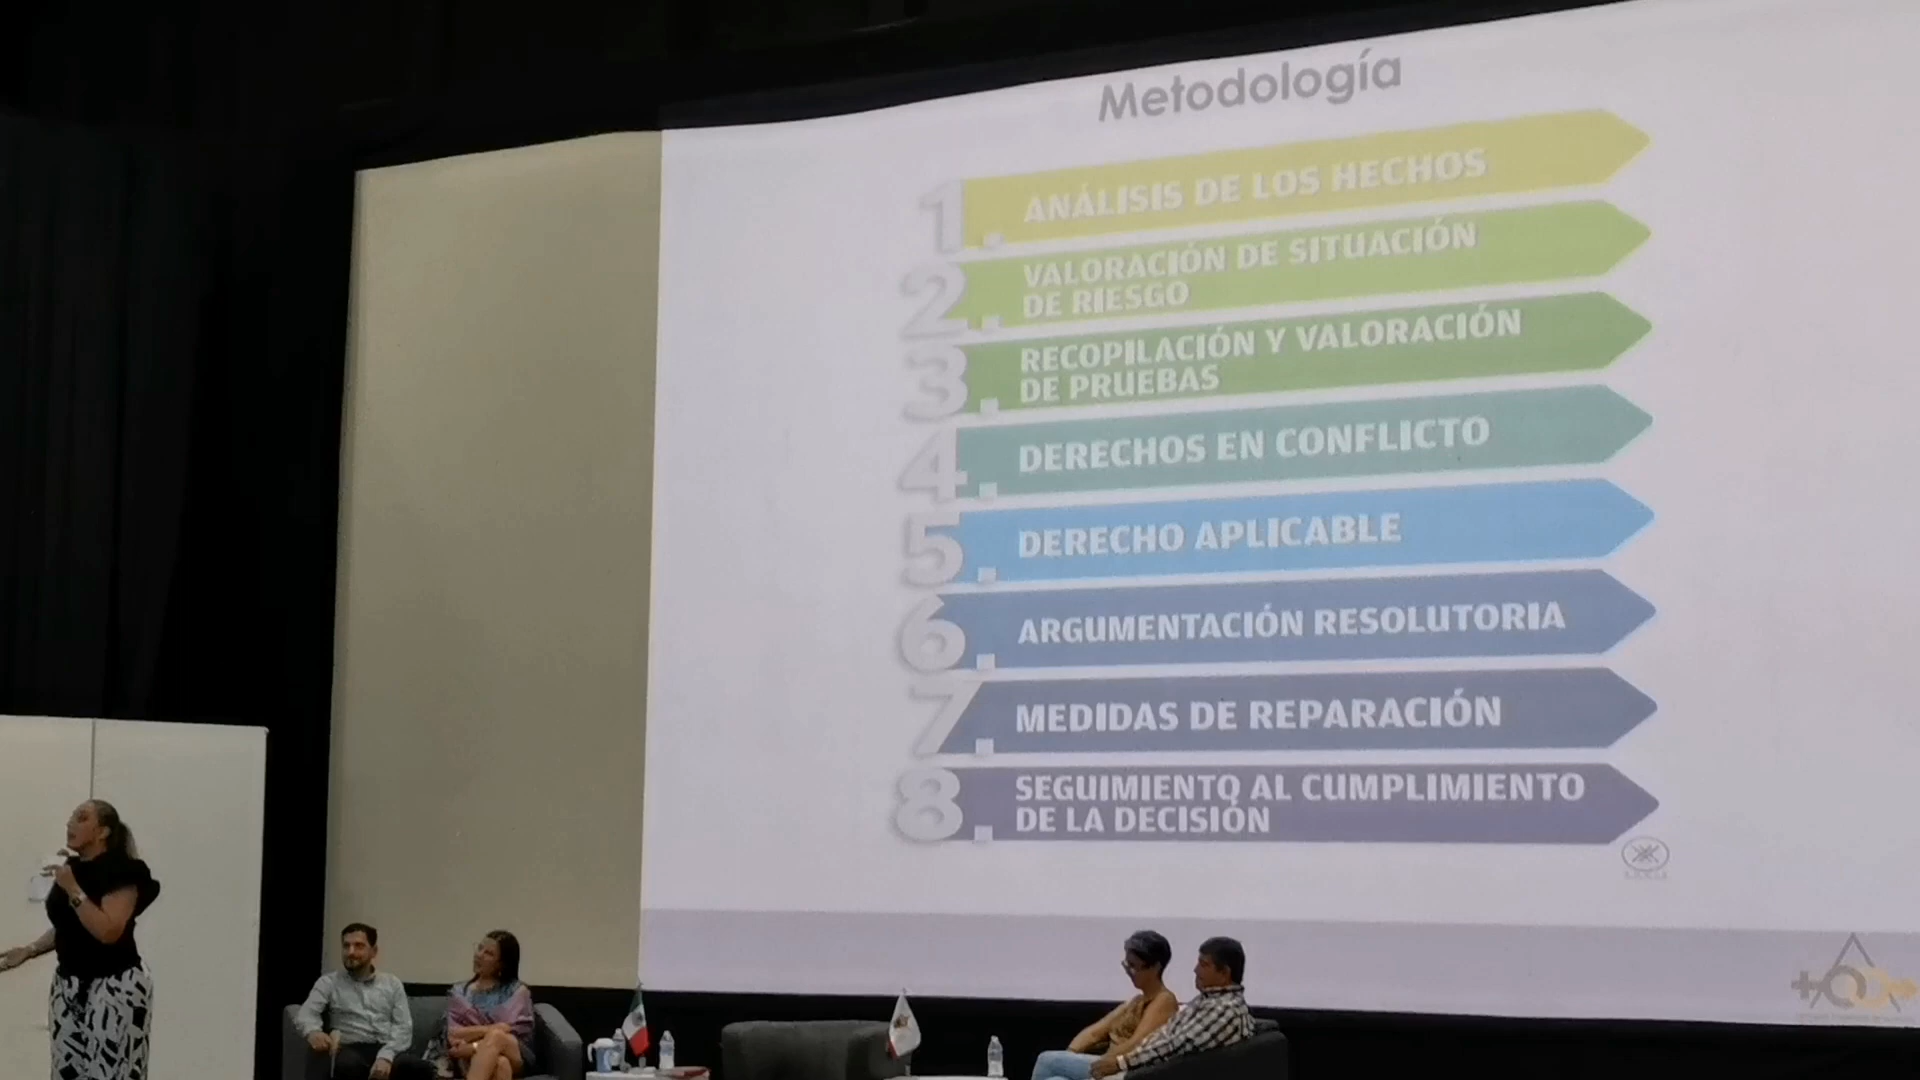 Metodología
1. ANÁLISIS DE LOS HECHOS
2. VALORACIÓN DE SITUACIÓN
DE RIESGO
3. RECOPILACIÓN Y VALORACIÓN
DE PRUEBAS
4. DERECHOS EN CONFLICTO
5. DERECHO APLICABLE
6. ARGUMENTACIÓN RESOLUTORIA
7. MEDIDAS DE REPARACIÓN
8. SEGUIMIENTO AL CUMPLIMIENTO
DE LA DECISIÓN